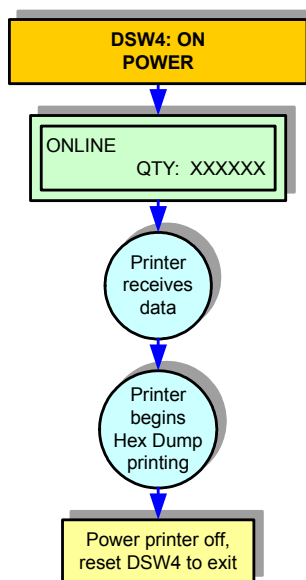 DSW4: ON
POWER
ONLINE
QTY: XXXXXX
Printer
receives
data
Printer
begins
Hex Dump
printing
Power printer off,
reset DSW4 to exit